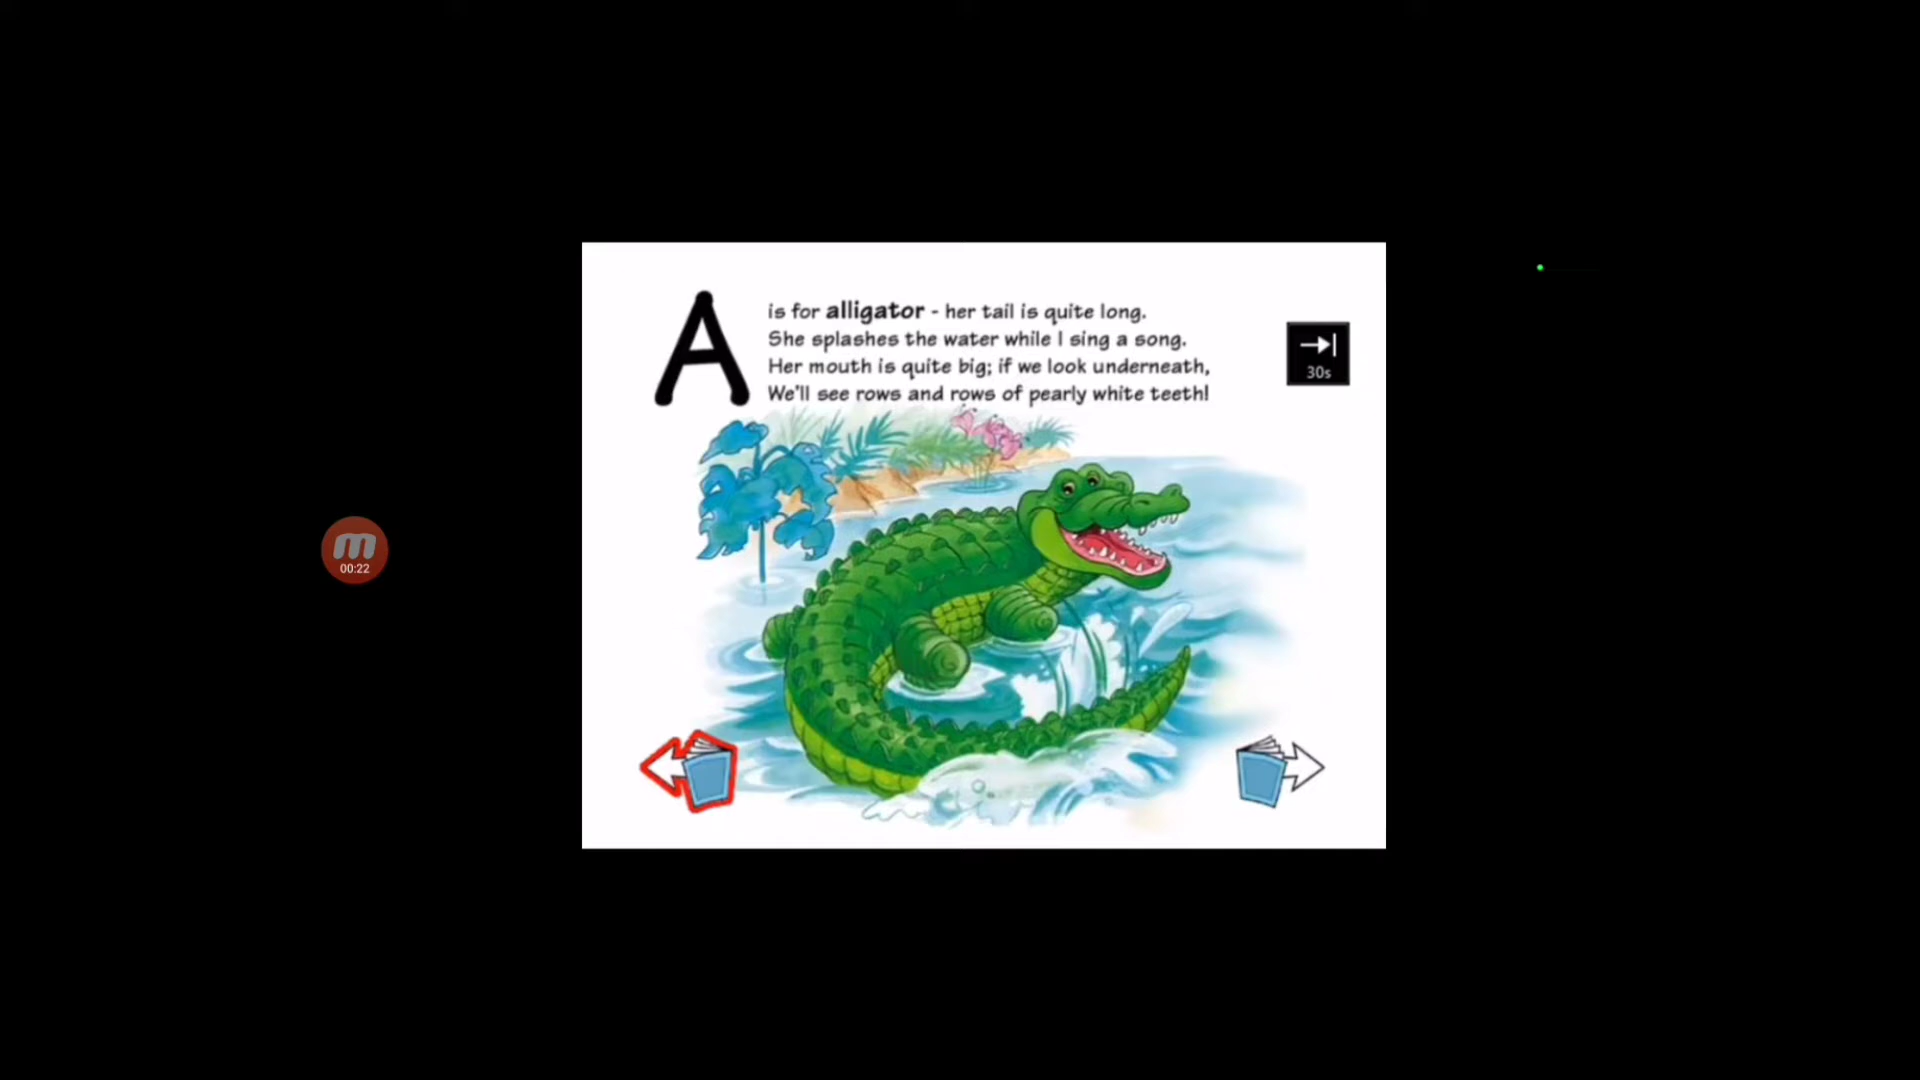 A
is for alligator - her tail is quite long.
She splashes the water while I sing a song.
Her mouth is quite big; if we look underneath,
We'll see rows and rows of pearly white teeth!
30s
m
00:22